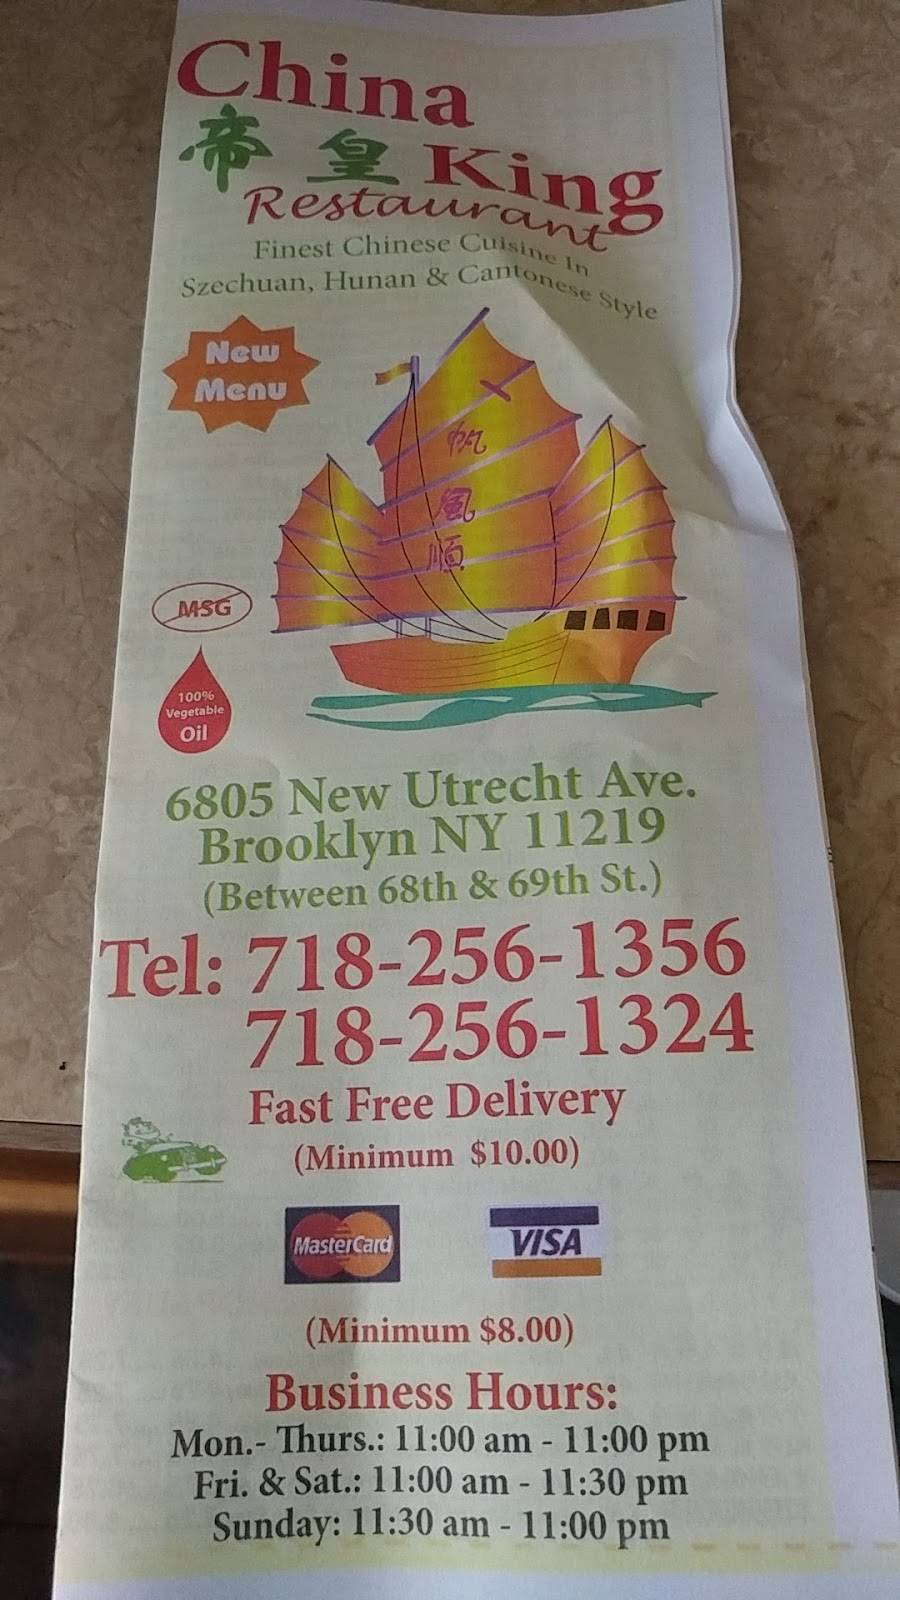 China
帝皇 King
Restaurant
Finest Chinese Cuisine In
Szechuan, Hunan & Cantonese Style
New
Menu
一
帆
風
順
MSG
100%
Vegetable
Oil
6805 New Utrecht Ave.
Brooklyn NY 11219
(Between 68th & 69th St.)
Tel: 718-256-1356
718-256-1324
Fast Free Delivery
(Minimum $10.00)
MasterCard VISA
(Minimum $8.00)
Business Hours:
Mon.- Thurs.: 11:00 am - 11:00 pm
Fri. & Sat.: 11:00 am - 11:30 pm
Sunday: 11:30 am - 11:00 pm